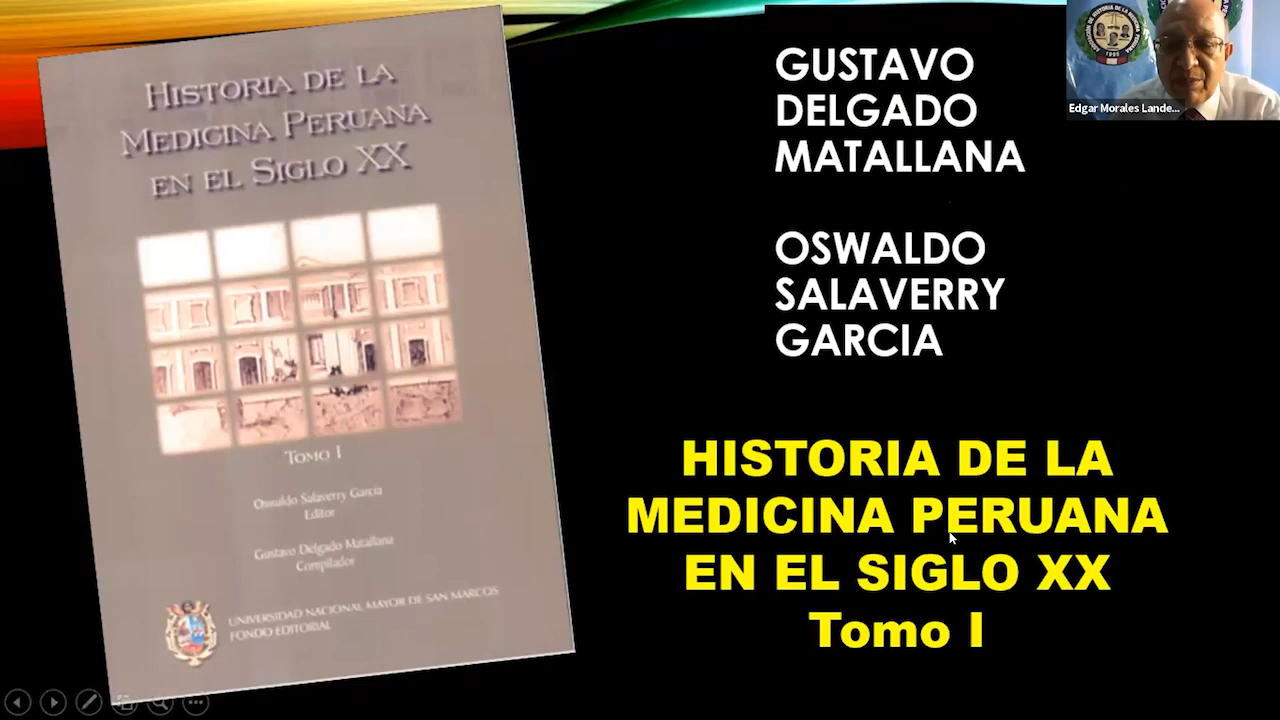 HISTORIA DE LA
MEDICINA PERUANA
EN EL SIGLO XX
TOMO I
Oswaldo Salaverry García
Editor
Gustavo Delgado Matallana
Compilador
UNIVERSIDAD NACIONAL MAYOR DE SAN MARCOS
FONDO EDITORIAL
GUSTAVO
DELGADO
MATALLANA
OSWALDO
SALAVERRY
GARCIA
HISTORIA DE LA
MEDICINA PERUANA
EN EL SIGLO XX
Tomo I
Edgar Morales Lande...